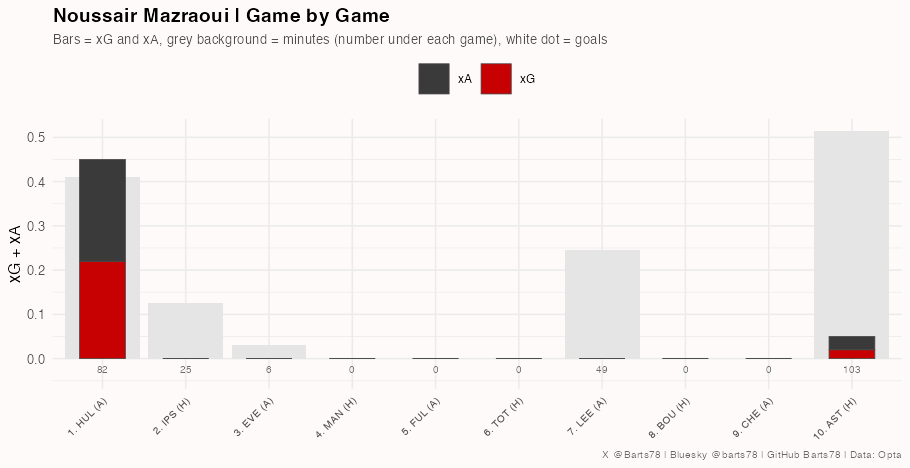 Noussair Mazraoui | Game by Game
Bars = xG and xA, grey background = minutes (number under each game), white dot = goals
xA xG
xG + xA
0.5
0.4
0.3
0.2
0.1
0.0
82 25 6 0 0 0 49 0 0 103
1. HUL (A) 2. IPS (H) 3. EVE (A) 4. MAN (H) 5. FUL (A) 6. TOT (H) 7. LEE (A) 8. BOU (H) 9. CHE (A) 10. AST (H)
X @Barts78 | Bluesky @barts78 | GitHub Barts78 | Data: Opta